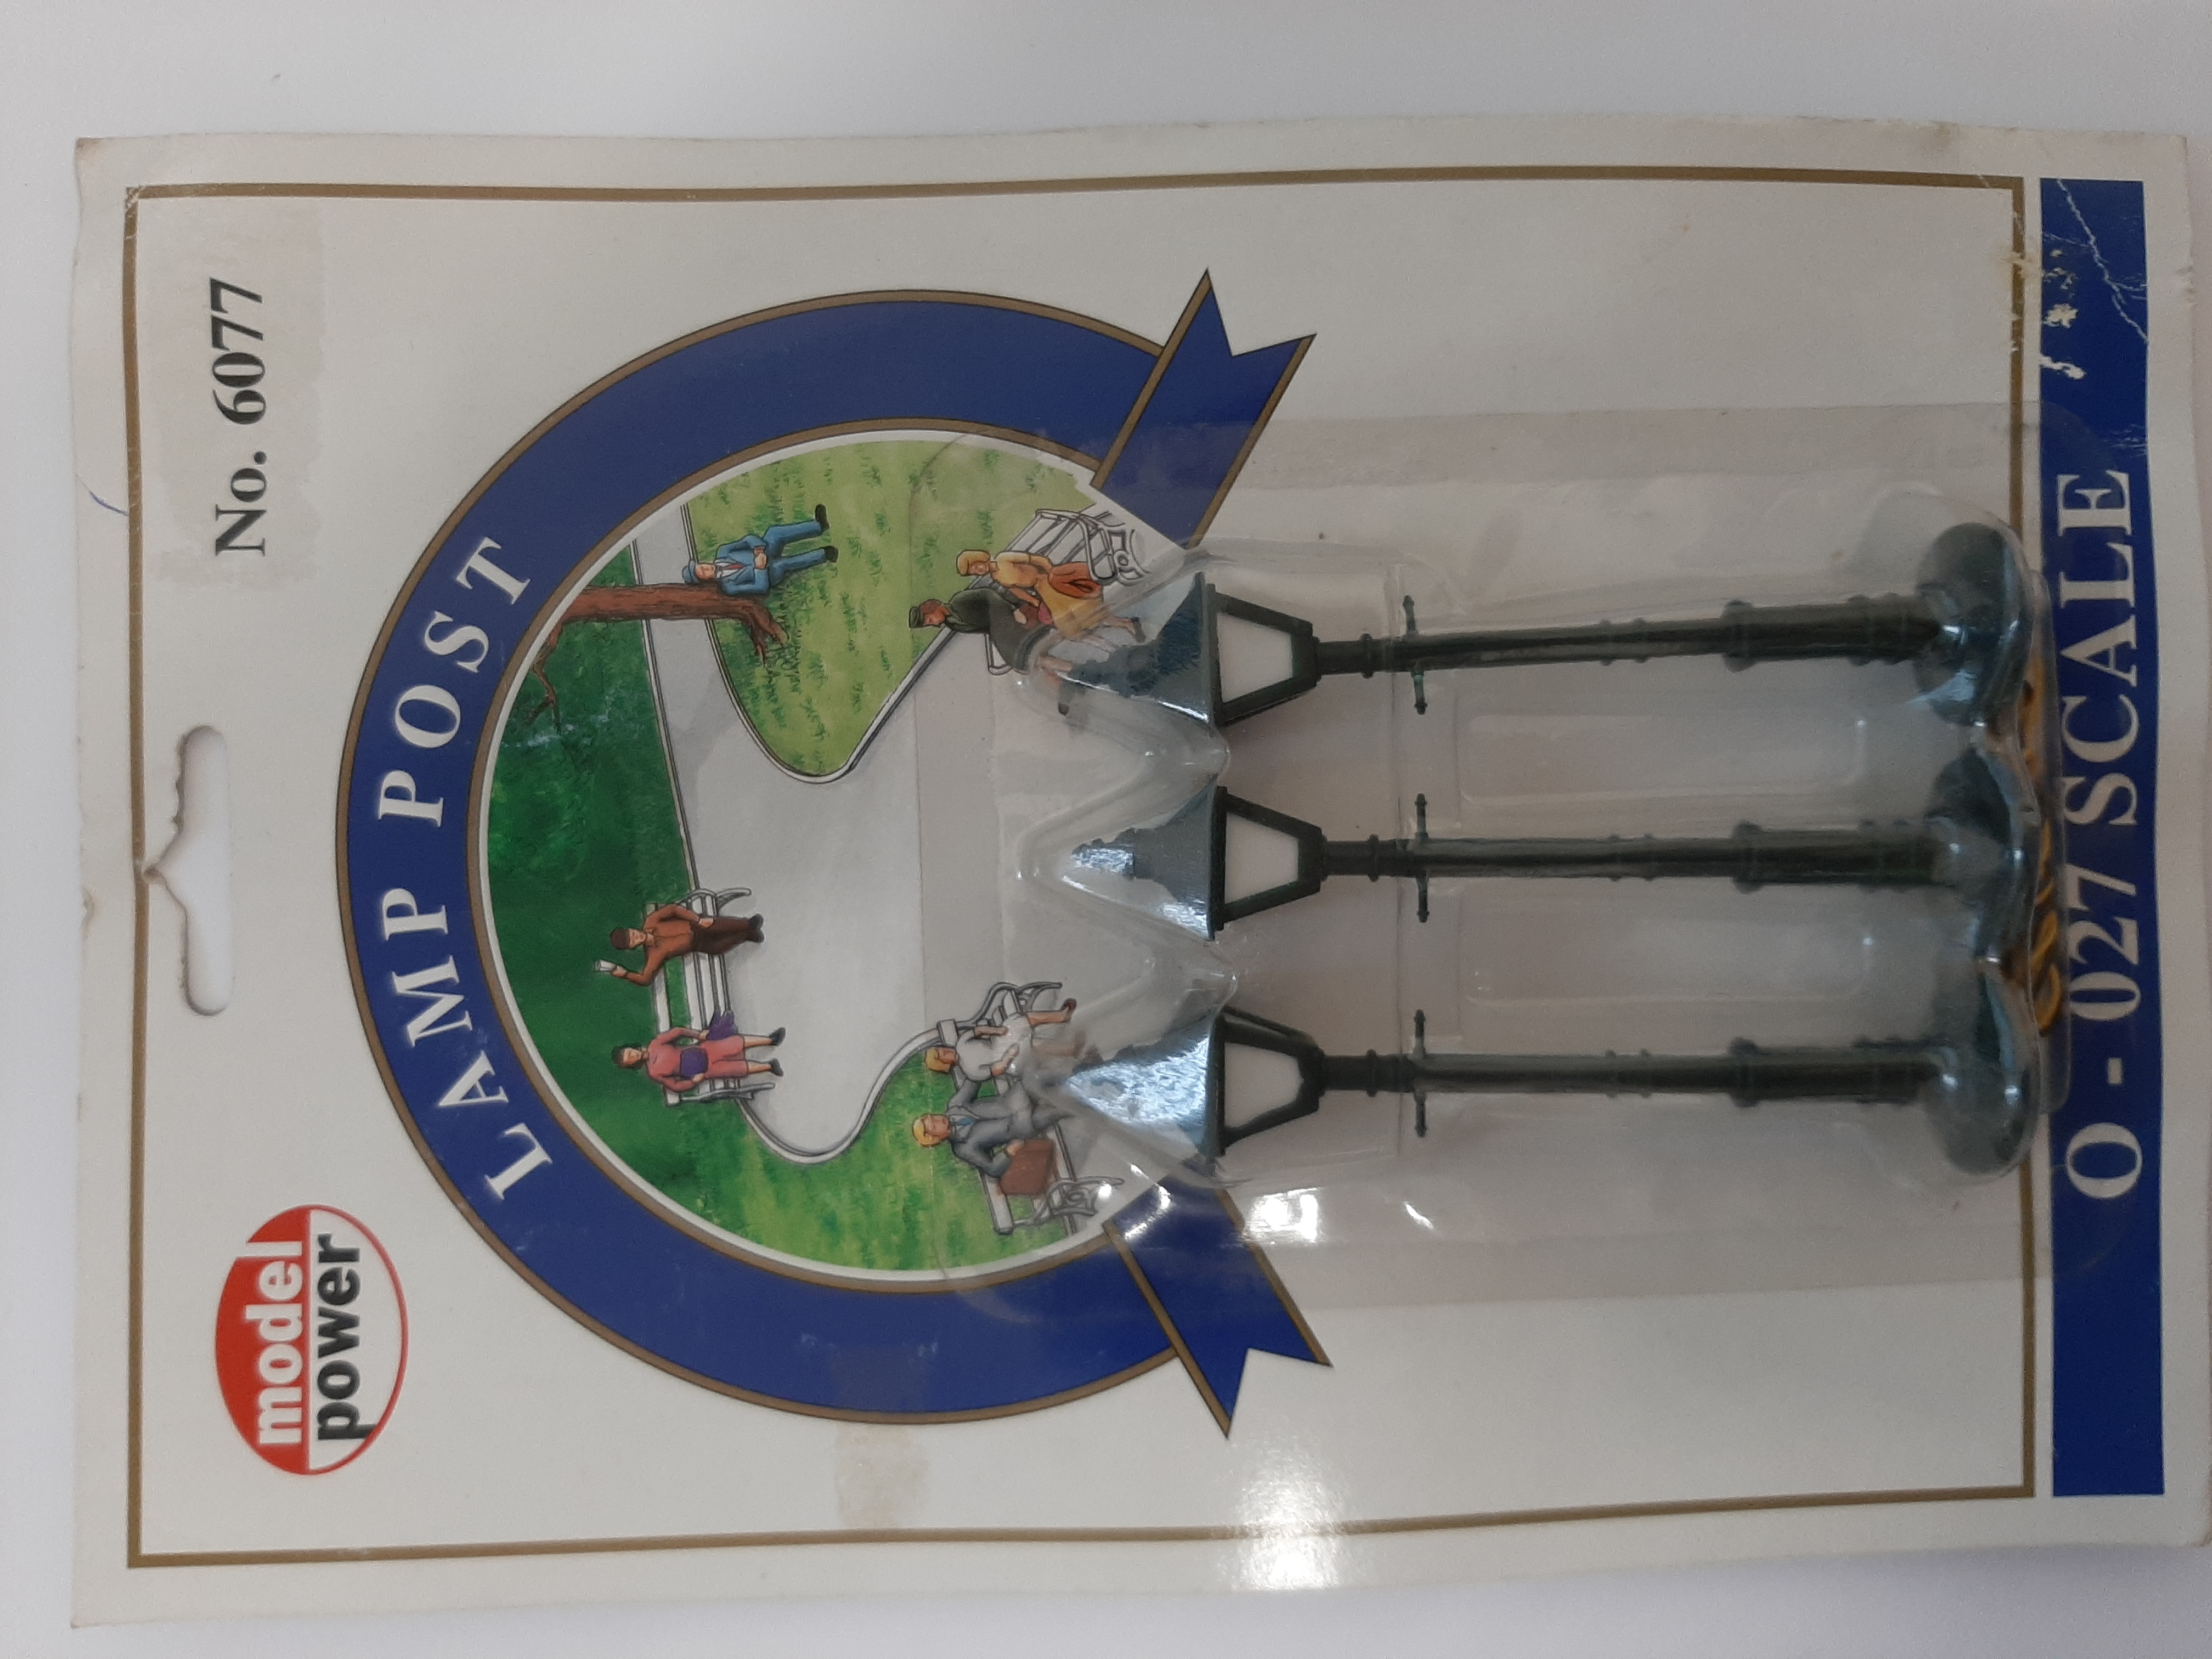 model
power
No. 6077
LAMP POST
O - 027 SCALE